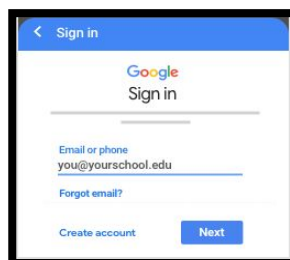 Sign in
Google
Sign in
Email or phone
you@yourschool.edu
Forgot email?
Create account
Next